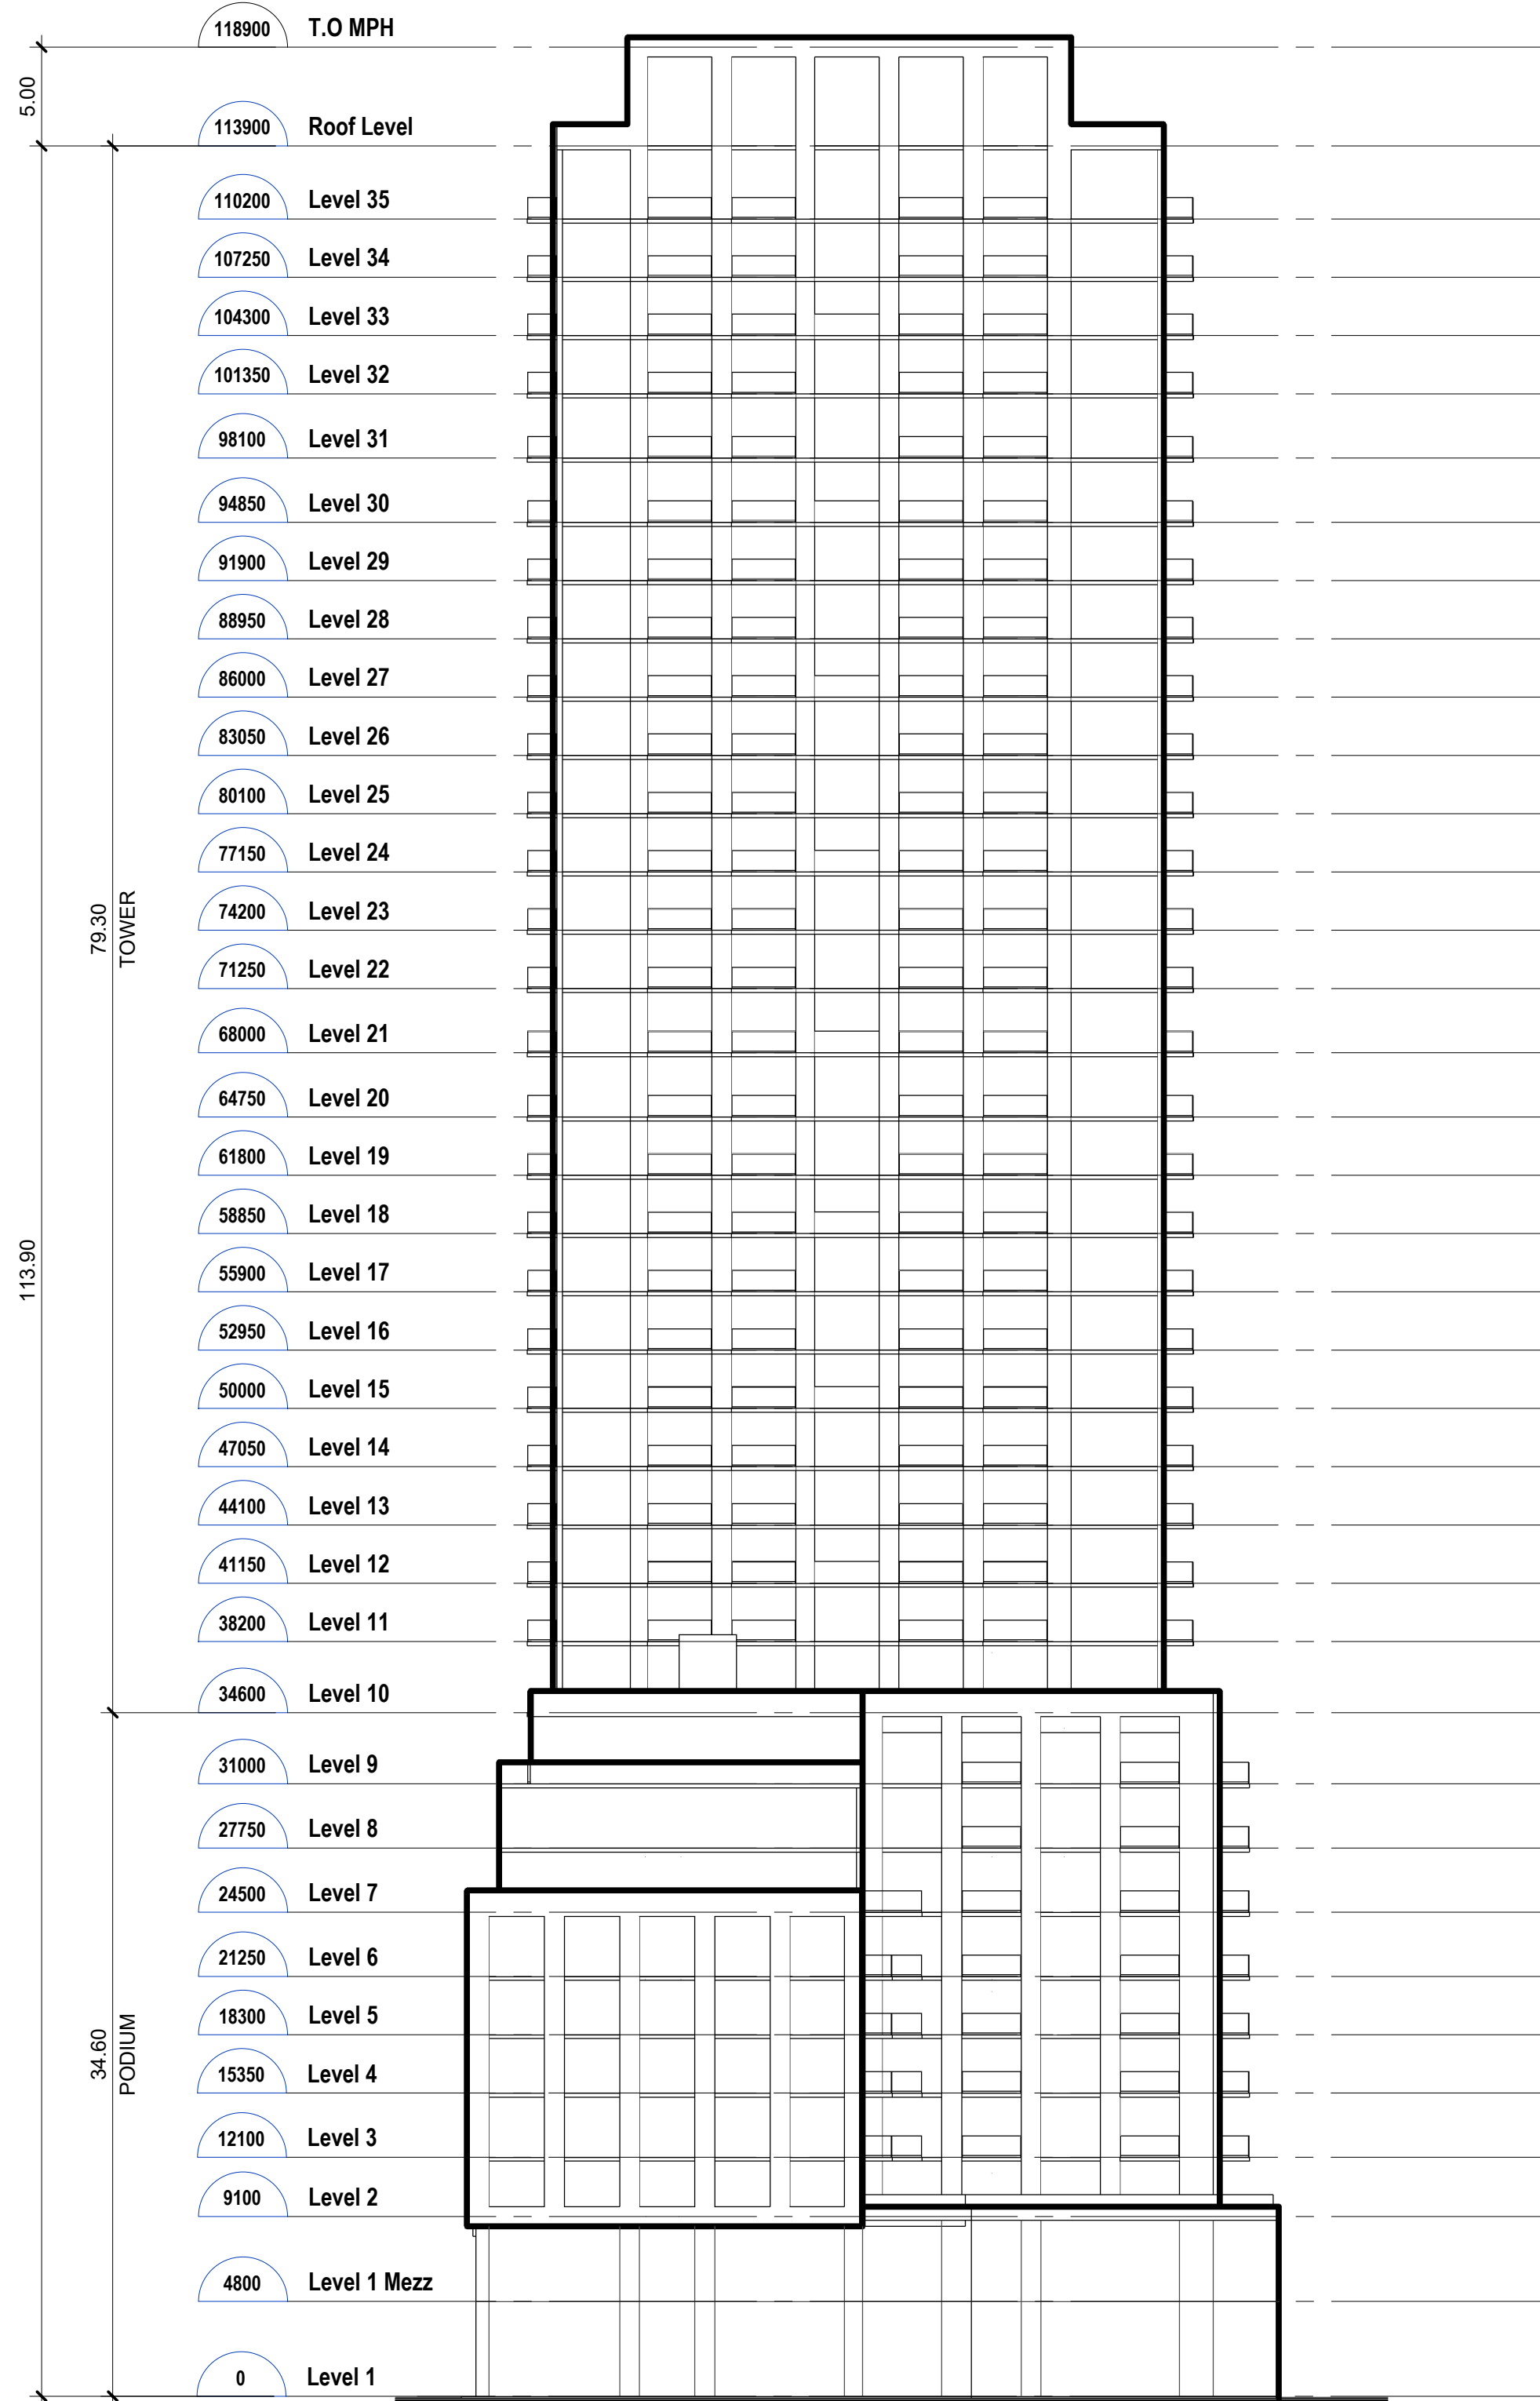 118900 T.O MPH
5.00
113900 Roof Level
110200 Level 35
107250 Level 34
104300 Level 33
101350 Level 32
98100 Level 31
94850 Level 30
91900 Level 29
88950 Level 28
86000 Level 27
83050 Level 26
80100 Level 25
77150 Level 24
74200 Level 23
79.30
TOWER
71250 Level 22
68000 Level 21
64750 Level 20
61800 Level 19
58850 Level 18
113.90
55900 Level 17
52950 Level 16
50000 Level 15
47050 Level 14
44100 Level 13
41150 Level 12
38200 Level 11
34600 Level 10
31000 Level 9
27750 Level 8
24500 Level 7
21250 Level 6
18300 Level 5
34.60
PODIUM
15350 Level 4
12100 Level 3
9100 Level 2
4800 Level 1 Mezz
0 Level 1